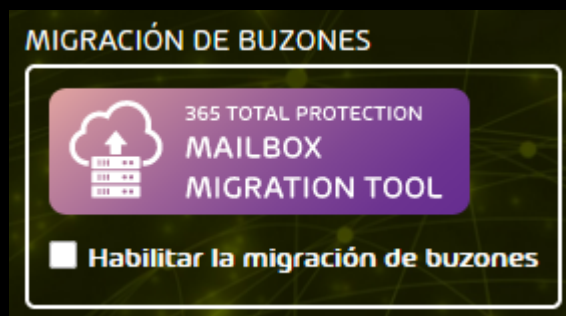 MIGRACIÓN DE BUZONES
365 TOTAL PROTECTION
MAILBOX
MIGRATION TOOL
Habilitar la migración de buzones